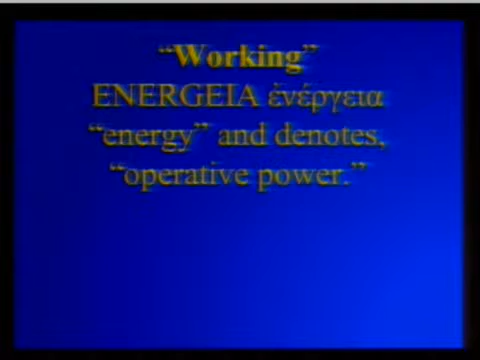 “Working”
ENERGEIA ἐνέργεια
“energy” and denotes,
“operative power.”